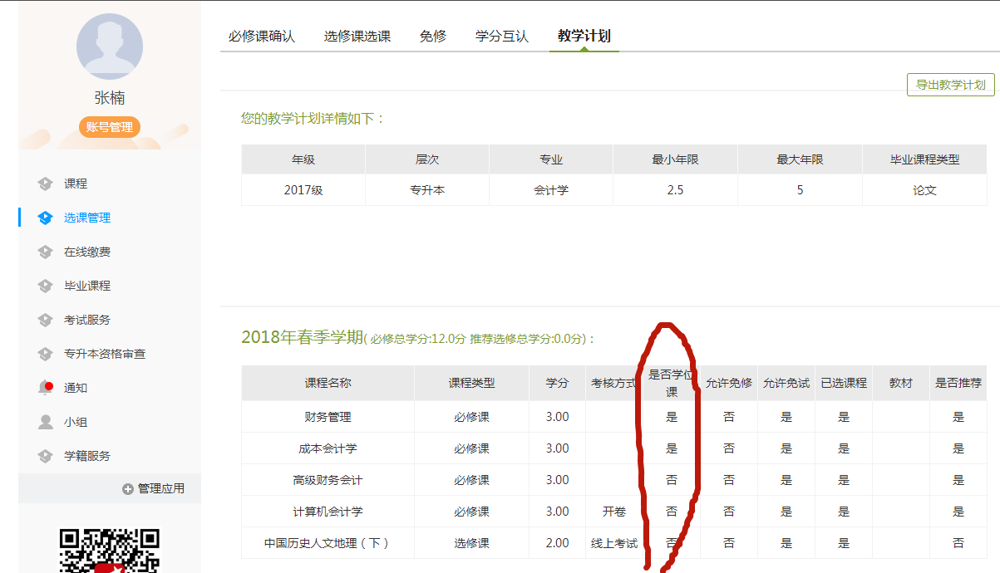 必修课确认 选修课选课 免修 学分互认 教学计划
导出教学计划
张楠
账号管理
课程
选课管理
在线缴费
毕业课程
考试服务
专升本资格审查
通知
小组
学籍服务
管理应用
您的教学计划详情如下：
年级 层次 专业 最小年限 最大年限 毕业课程类型
2017级 专升本 会计学 2.5 5 论文
2018年春季学期( 必修总学分:12.0分 推荐选修总学分:0.0分)：
课程名称 课程类型 学分 考核方式 是否学位课 允许免修 允许免试 已选课程 教材 是否推荐
财务管理 必修课 3.00 是 否 是 是 是
成本会计学 必修课 3.00 是 否 是 是 是
高级财务会计 必修课 3.00 否 否 是 是 是
计算机会计学 必修课 3.00 开卷 否 否 是 是 是
中国历史人文地理（下） 选修课 2.00 线上考试 否 否 是 是 否